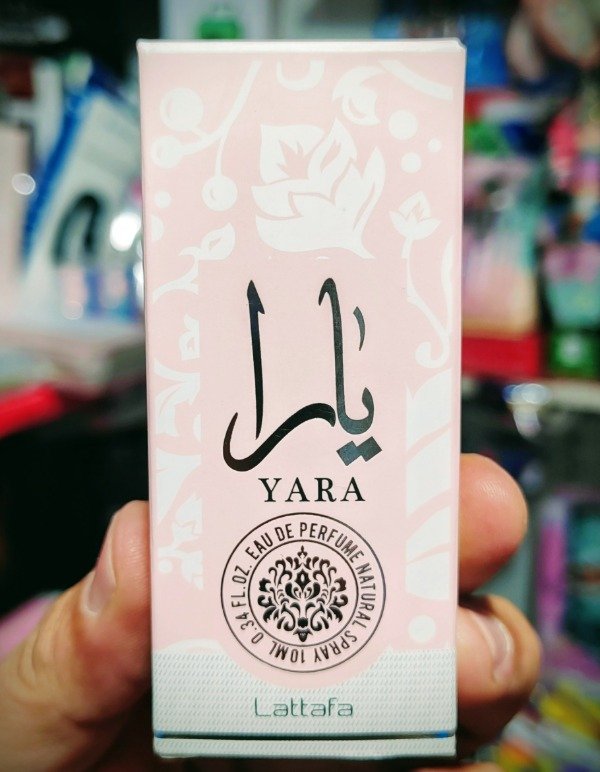 يارا
YARA
EAU DE PERFUME NATURAL SPRAY 10ML 0.34 FL.OZ.
Lattafa